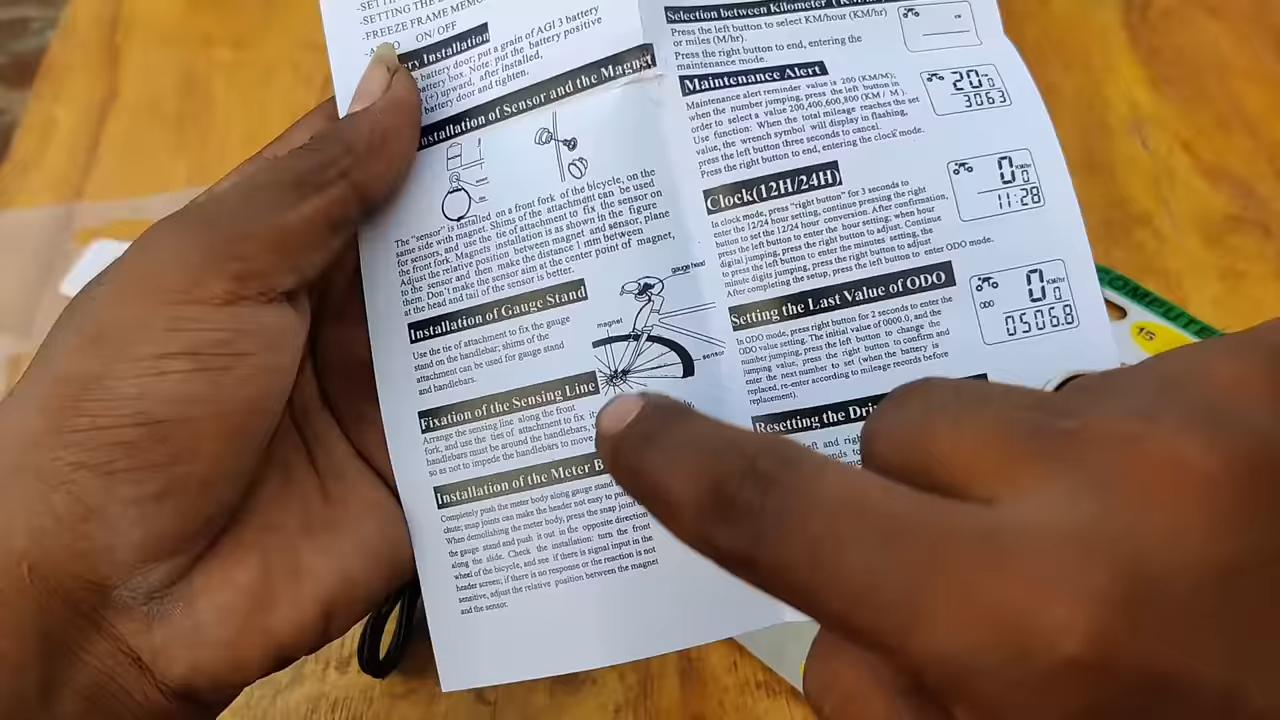 -SETTING THE
-FREEZE FRAME MEMO
ON/OFF
Installation
battery door; put a grain of AG13 battery
battery box. Note: put the battery positive
(+) upward, after installed,
battery door and tighten.
Installation of Sensor and the Magnet
The "sensor" is installed on a front fork of the bicycle, on the
same side with magnet. Shims of the attachment can be used
for sensors, and use the tie of attachment to fix the sensor on
the front fork. Magnets installation is as shown in the figure
Adjust the relative position between magnet and sensor, plane
to the sensor and then make the distance 1 mm between
them. Don't make the sensor aim at the center point of magnet,
at the head and tail of the sensor is better.
Installation of Gauge Stand
Use the tie of attachment to fix the gauge
stand on the handlebar; shims of the
attachment can be used for gauge stand
and handlebars.
gauge head
magnet
sensor
Fixation of the Sensing Line
Arrange the sensing line along the front
fork, and use the ties of attachment to fix it
handlebars must be around the handlebars,
so as not to impede the handlebars to move
Installation of the Meter B
Completely push the meter body along gauge stand
chute; snap joints can make the header not easy to
When demolishing the meter body, press the snap joint
the gauge stand and push it out in the opposite direction
along the slide. Check the installation: turn the front
wheel of the bicycle, and see if there is signal input in the
header screen; if there is no response or the reaction is not
sensitive, adjust the relative position between the magnet
and the sensor.
Selection between Kilometer
Press the left button to select KM/hour (KM/hr)
or miles (M/hr).
Press the right button to end, entering the
maintenance mode.
Maintenance Alert
Maintenance alert reminder value is 200 (KM/M);
when the number jumping, press the left button in
order to select a value 200,400,600,800 (KM / M).
Use function: When the total mileage reaches the set
value, the wrench symbol will display in flashing,
press the left button three seconds to cancel.
Press the right button to end, entering the clock mode.
20
3063
Clock(12H/24H)
In clock mode, press "right button" for 3 seconds to
enter the 12/24 hour setting, continue pressing the right
button to set the 12/24 hour conversion. After confirmation,
press the left button to enter the hour setting; when hour
digital jumping, press the right button to adjust. Continue
to press the left button to enter the minutes setting, the
minute digits jumping, press the right button to adjust
After completing the setup, press the left button to enter ODO mode.
0 KM/hr
0
11:28
Setting the Last Value of ODO
In ODO mode, press right button for 2 seconds to enter the
ODO value setting. The initial value of 0000.0, and the
number jumping, press the left button to change the
jumping value, press the right button to confirm and
enter the next number to set (when the battery is
replaced, re-enter according to mileage records before
replacement).
0 KM/hr
0
ODO
0506.8
Resetting the Dri
left and righ
OMPUTE
15